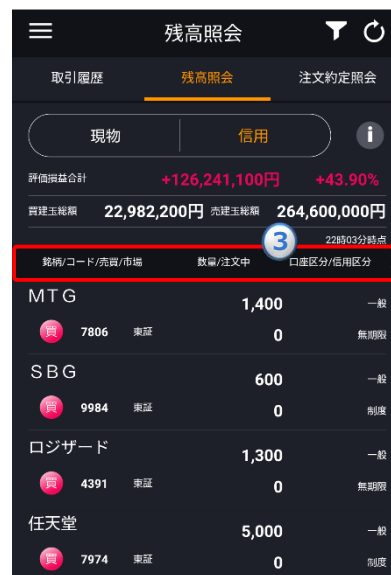 残高照会
取引履歴 残高照会 注文約定照会
現物 信用 i
評価損益合計 +126,241,100円 +43.90%
買建玉総額 22,982,200円 売建玉総額 264,600,000円
3 22時03分時点
銘柄/コード/売買/市場 数量/注文中 口座区分/信用区分
MTG 1,400 一般
買 7806 東証 0 無期限
SBG 600 一般
買 9984 東証 0 制度
ロジザード 1,300 一般
買 4391 東証 0 無期限
任天堂 5,000 一般
買 7974 東証 0 制度